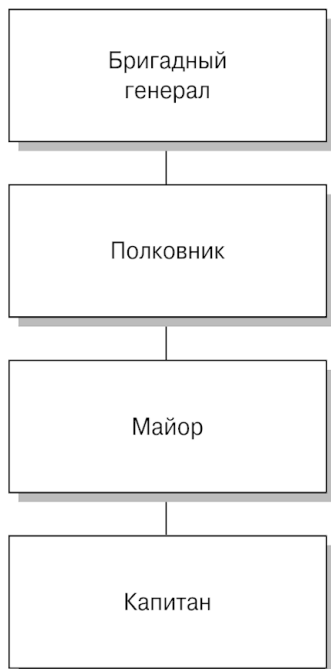 Бригадный
генерал
Полковник
Майор
Капитан